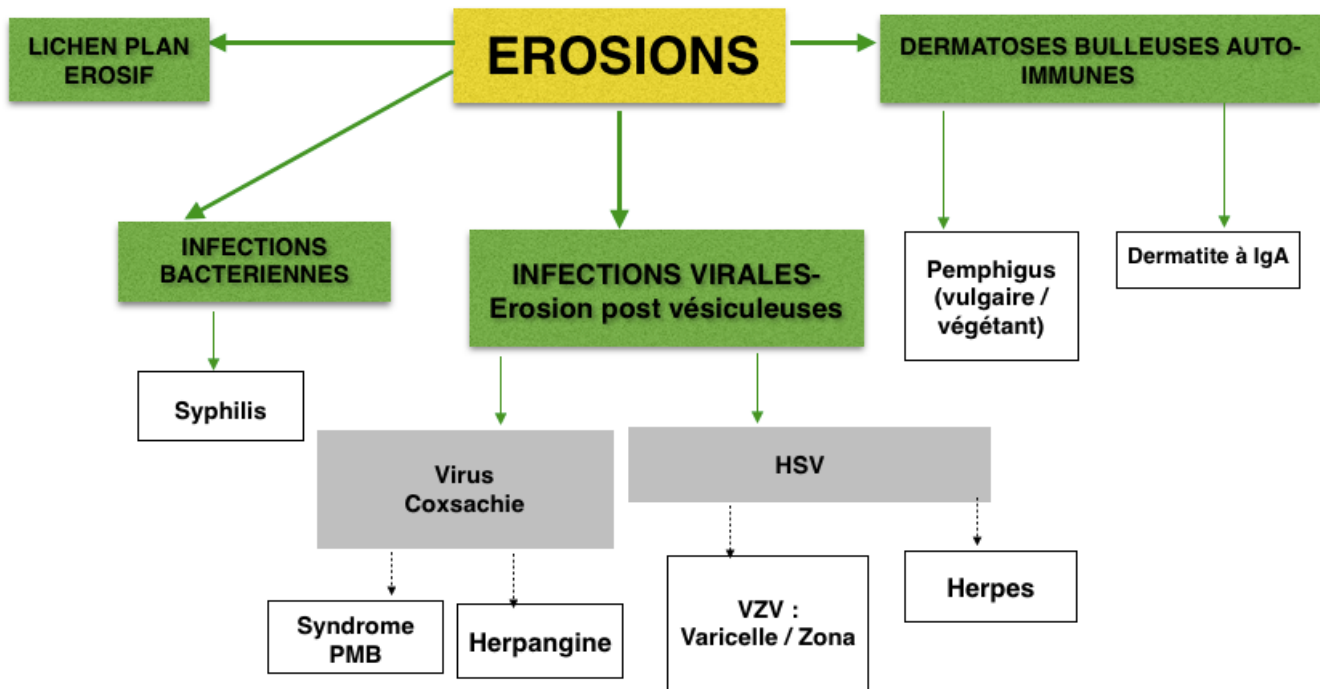 LICHEN PLAN
EROSIF
EROSIONS
DERMATOSES BULLEUSES AUTO-
IMMUNES
INFECTIONS
BACTERIENNES
INFECTIONS VIRALES-
Erosion post vésiculeuses
Pemphigus
(vulgaire /
végétant)
Dermatite à IgA
Syphilis
Virus
Coxsachie
HSV
Syndrome
PMB
Herpangine
VZV :
Varicelle / Zona
Herpes